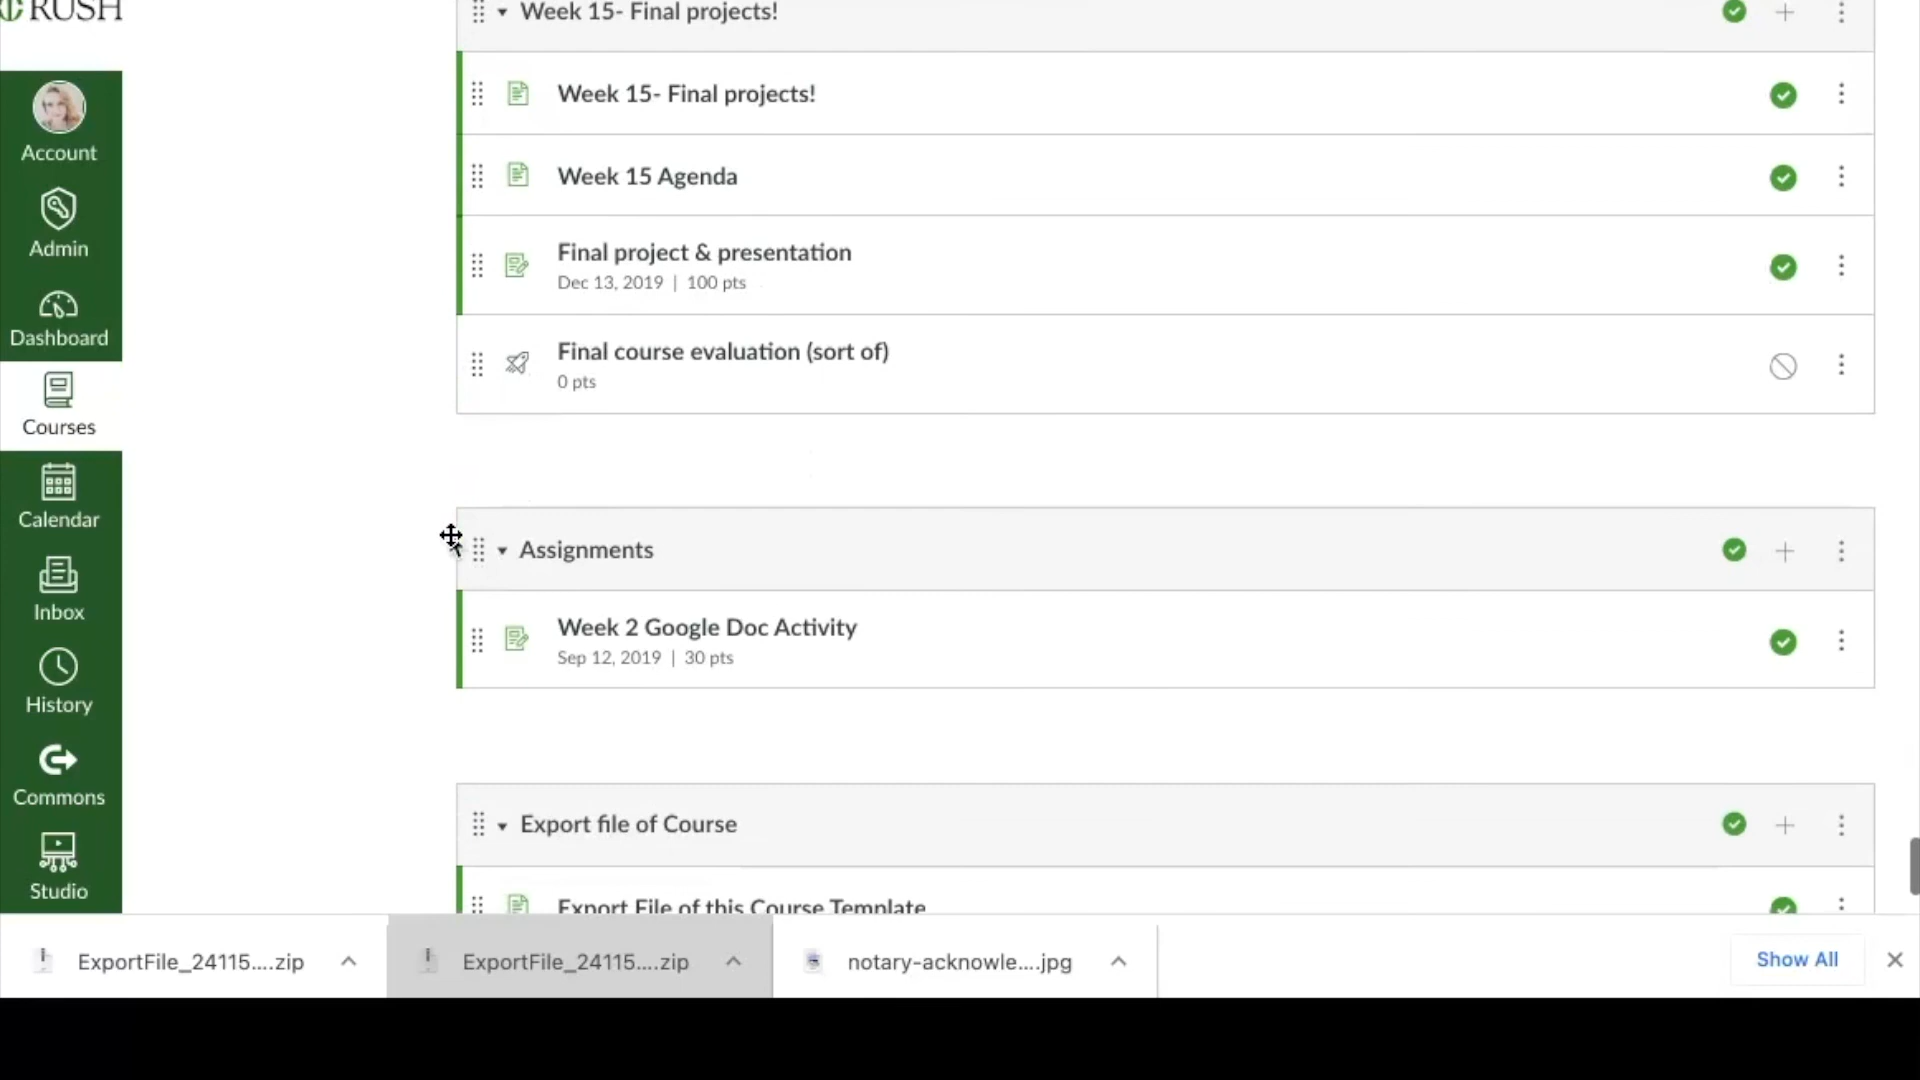 RUSH
Week 15- Final projects!
Week 15- Final projects!
Week 15 Agenda
Final project & presentation
Dec 13, 2019 | 100 pts
Final course evaluation (sort of)
0 pts
Assignments
Week 2 Google Doc Activity
Sep 12, 2019 | 30 pts
Export file of Course
Export File of this Course Template
Account
Admin
Dashboard
Courses
Calendar
Inbox
History
Commons
Studio
ExportFile_24115....zip
ExportFile_24115....zip
notary-acknowle....jpg
Show All